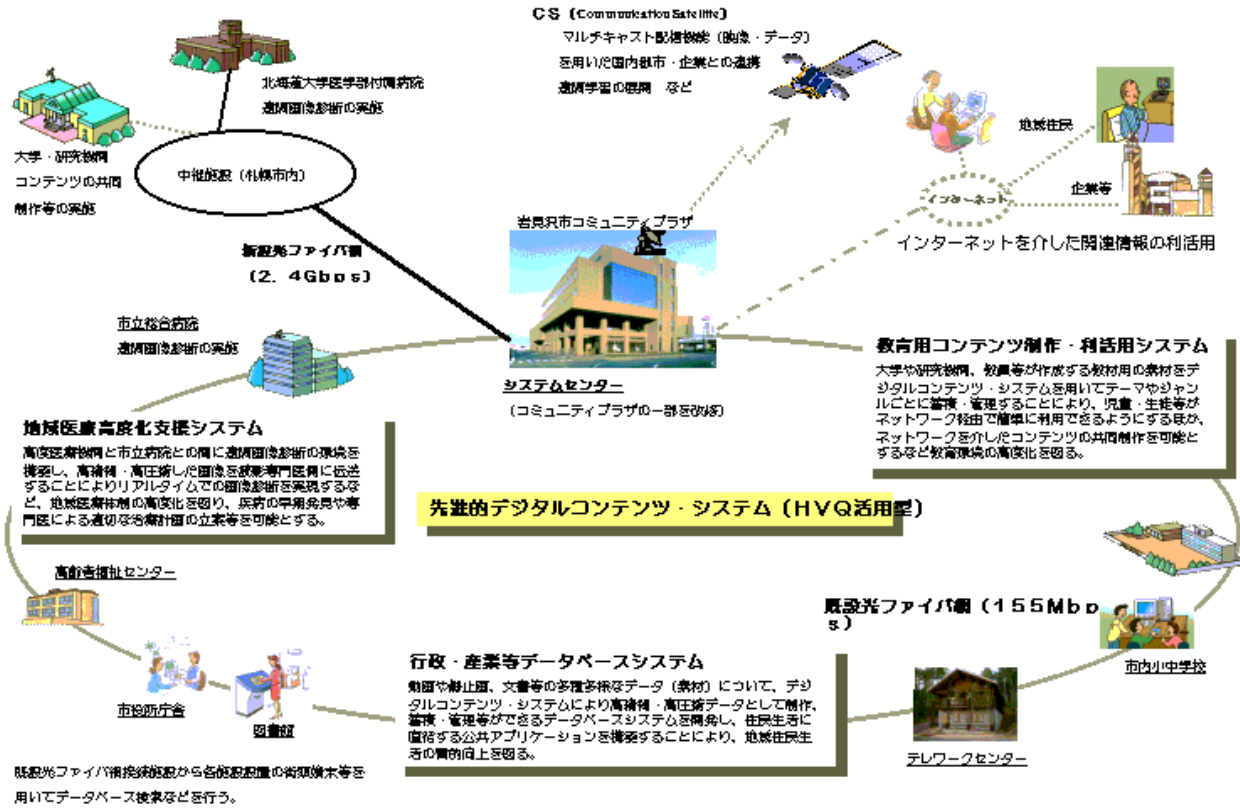 CS (Communication Satellite)
マルチキャスト配信機能（映像・データ）
を用いた国内都市・企業との連携
遠隔学習の展開　など
北海道大学医学部付属病院
遠隔画像診断の実施
大学・研究機関
コンテンツの共同
制作等の実施
中継施設（札幌市内）
地域住民
企業等
インターネット
インターネットを介した関連情報の利活用
新設光ファイバ網
（2．4Gbps）
岩見沢市コミュニティプラザ
システムセンター
（コミュニティプラザの一部を改修）
市立総合病院
遠隔画像診断の実施
教育用コンテンツ制作・利活用システム
大学や研究機関、教員等が作成する教材用の素材をデ
ジタルコンテンツ・システムを用いてテーマやジャン
ルごとに蓄積・管理することにより、児童・生徒等が
ネットワーク経由で簡単に利用できるようにするほか、
ネットワークを介したコンテンツの共同制作を可能と
するなど教育環境の高度化を図る。
地域医療高度化支援システム
高度医療機関と市立病院との間に遠隔画像診断の環境を
構築し、高精細・高圧縮した画像を放射専門医側に伝送
することによりリアルタイムでの画像診断を実現するな
ど、地域医療体制の高度化を図り、疾病の早期発見や専
門医による適切な治療計画の立案等を可能とする。
先進的デジタルコンテンツ・システム（HVQ活用型）
高齢者福祉センター
既設光ファイバ網（155Mbp
s）
市内小中学校
行政・産業等データベースシステム
動画や静止画、文書等の多種多様なデータ（素材）について、デジ
タルコンテンツ・システムにより高精細・高圧縮データとして制作、
蓄積・管理等ができるデータベースシステムを開発し、住民生活に
直結する公共アプリケーションを構築することにより、地域住民生
活の質的向上を図る。
市役所庁舎
図書館
テレワークセンター
既設光ファイバ網接続施設から各施設設置の街頭端末等を
用いてデータベース検索などを行う。